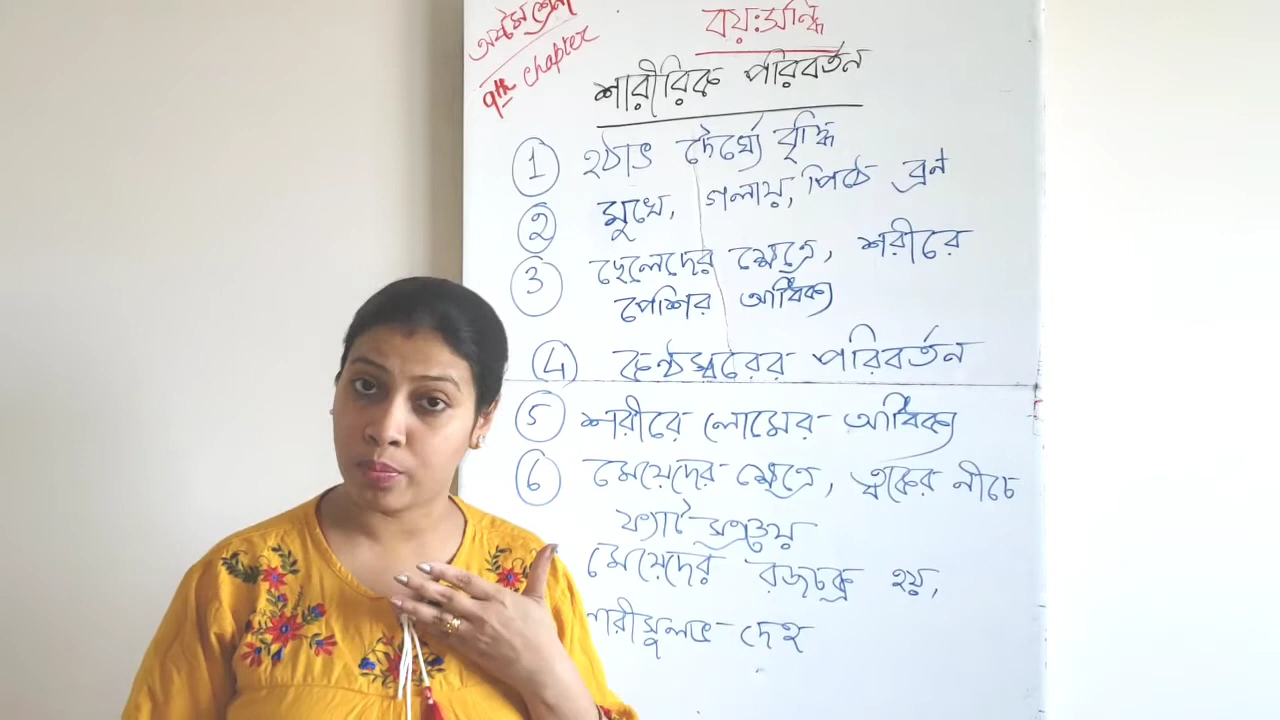 অষ্টম শ্রেণী
9th chapter
বয়ঃসন্ধি
শারীরিক পরিবর্তন
1 হঠাৎ দৈর্ঘ্যে বৃদ্ধি
2 মুখে, গলায়, পিঠে ব্রণ
3 ছেলেদের ক্ষেত্রে, শরীরে
পেশির আধিক্য
4 কন্ঠস্বরের পরিবর্তন
5 শরীরে লোমের আধিক্য
6 মেয়েদের ক্ষেত্রে, ত্বকের নীচে
ফ্যাট সঞ্চয়
মেয়েদের রজচক্র হয়,
নারীসুলভ দেহ